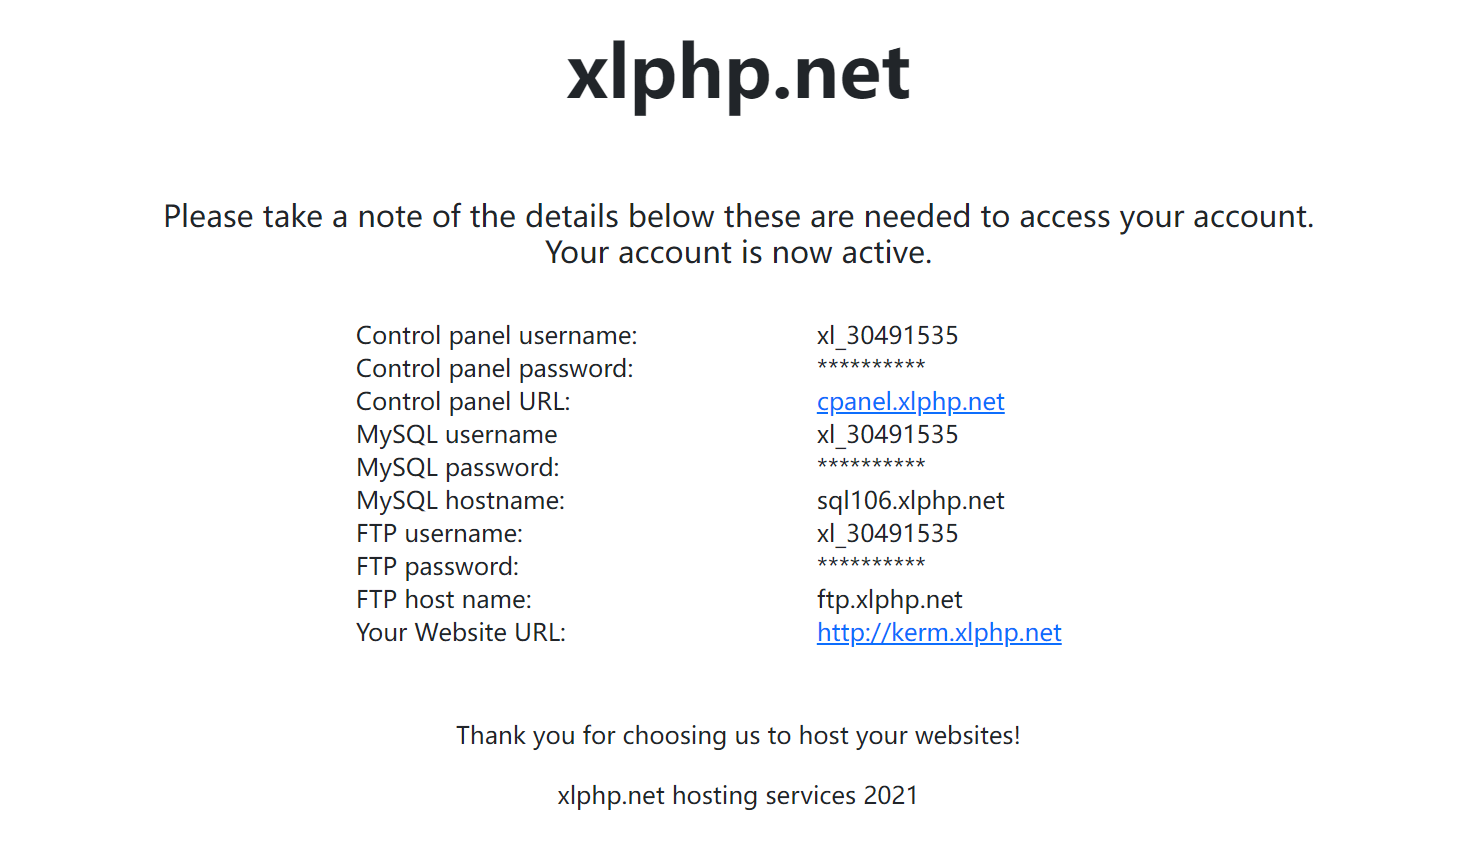 xlphp.net
Please take a note of the details below these are needed to access your account.
Your account is now active.
Control panel username: xl_30491535
Control panel password: **********
Control panel URL: cpanel.xlphp.net
MySQL username xl_30491535
MySQL password: **********
MySQL hostname: sql106.xlphp.net
FTP username: xl_30491535
FTP password: **********
FTP host name: ftp.xlphp.net
Your Website URL: http://kerm.xlphp.net
Thank you for choosing us to host your websites!
xlphp.net hosting services 2021